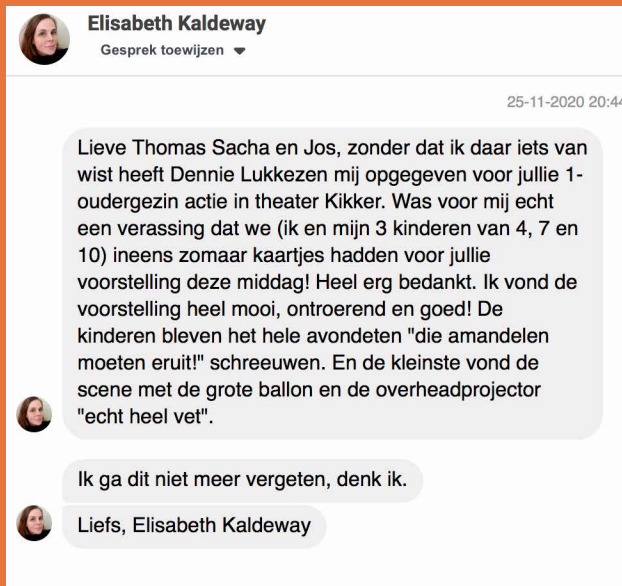 Elisabeth Kaldeway
Gesprek toewijzen
25-11-2020 20:44
Lieve Thomas Sacha en Jos, zonder dat ik daar iets van
wist heeft Dennie Lukkezen mij opgegeven voor jullie 1-
oudergezin actie in theater Kikker. Was voor mij echt
een verassing dat we (ik en mijn 3 kinderen van 4, 7 en
10) ineens zomaar kaartjes hadden voor jullie
voorstelling deze middag! Heel erg bedankt. Ik vond de
voorstelling heel mooi, ontroerend en goed! De
kinderen bleven het hele avondeten "die amandelen
moeten eruit!" schreeuwen. En de kleinste vond de
scene met de grote ballon en de overheadprojector
"echt heel vet".
Ik ga dit niet meer vergeten, denk ik.
Liefs, Elisabeth Kaldeway